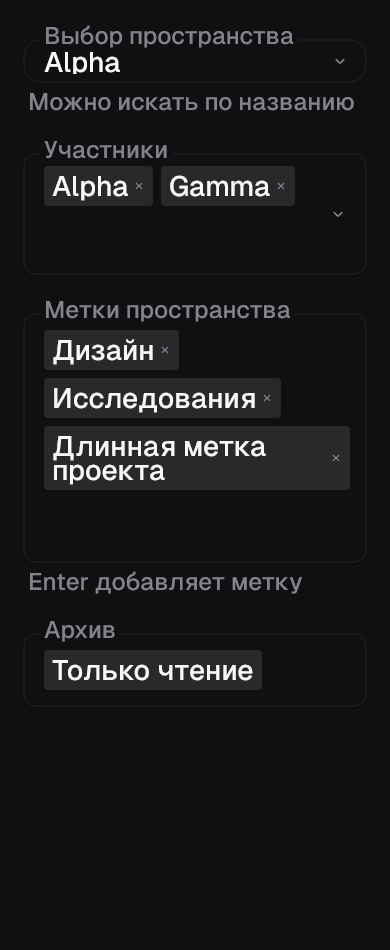 Выбор пространства
Alpha
Можно искать по названию
Участники
Alpha × Gamma ×
Метки пространства
Дизайн ×
Исследования ×
Длинная метка
проекта ×
Enter добавляет метку
Архив
Только чтение